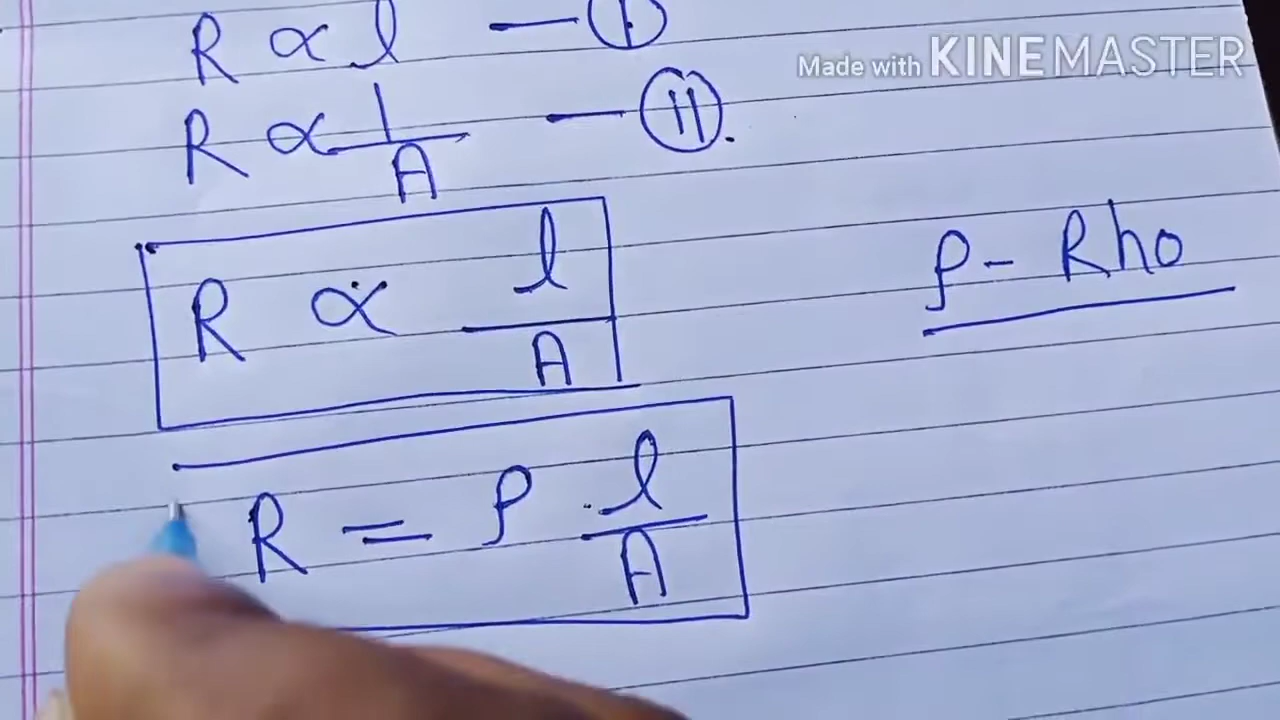 R ∝ l — I
Made with KINEMASTER
R ∝ 1/A — II.
R ∝ l/A
ρ - Rho
R = ρ l/A